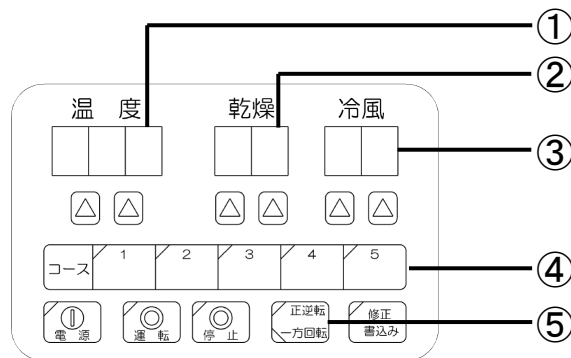 ①
②
温 度
乾燥
冷風
③
コース
1
2
3
4
5
④
電 源
運 転
停 止
正逆転
一方回転
修正
書込み
⑤